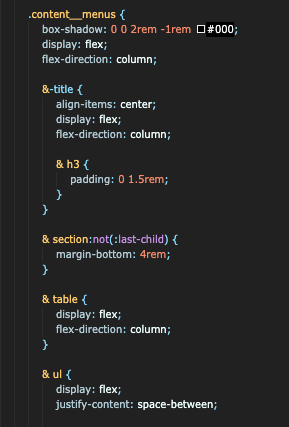 .content__menus {
box-shadow: 0 0 2rem -1rem #000;
display: flex;
flex-direction: column;
&-title {
align-items: center;
display: flex;
flex-direction: column;
& h3 {
padding: 0 1.5rem;
}
}
& section:not(:last-child) {
margin-bottom: 4rem;
}
& table {
display: flex;
flex-direction: column;
}
& ul {
display: flex;
justify-content: space-between;